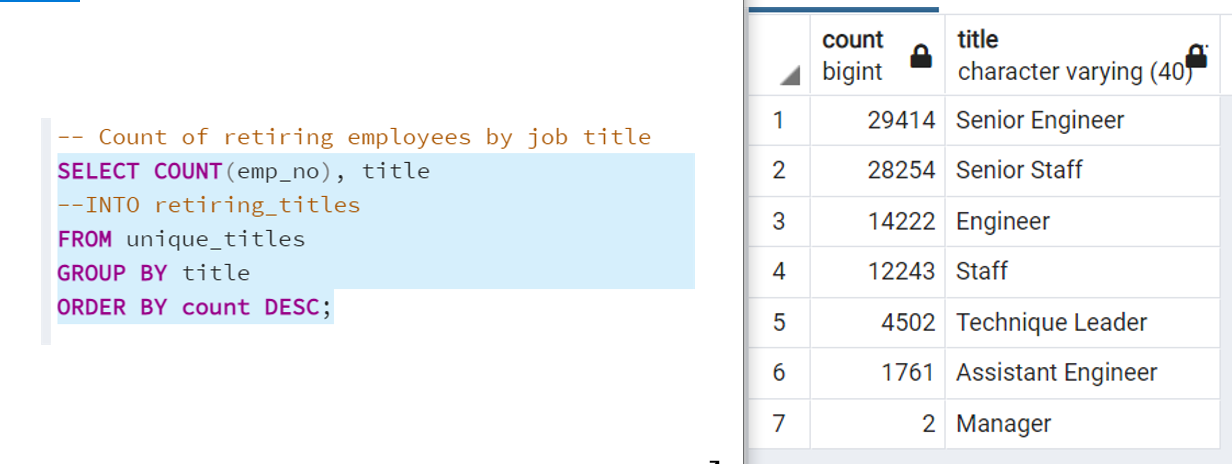 -- Count of retiring employees by job title
SELECT COUNT(emp_no), title
--INTO retiring_titles
FROM unique_titles
GROUP BY title
ORDER BY count DESC;
count title
bigint character varying (40)
1 29414 Senior Engineer
2 28254 Senior Staff
3 14222 Engineer
4 12243 Staff
5 4502 Technique Leader
6 1761 Assistant Engineer
7 2 Manager